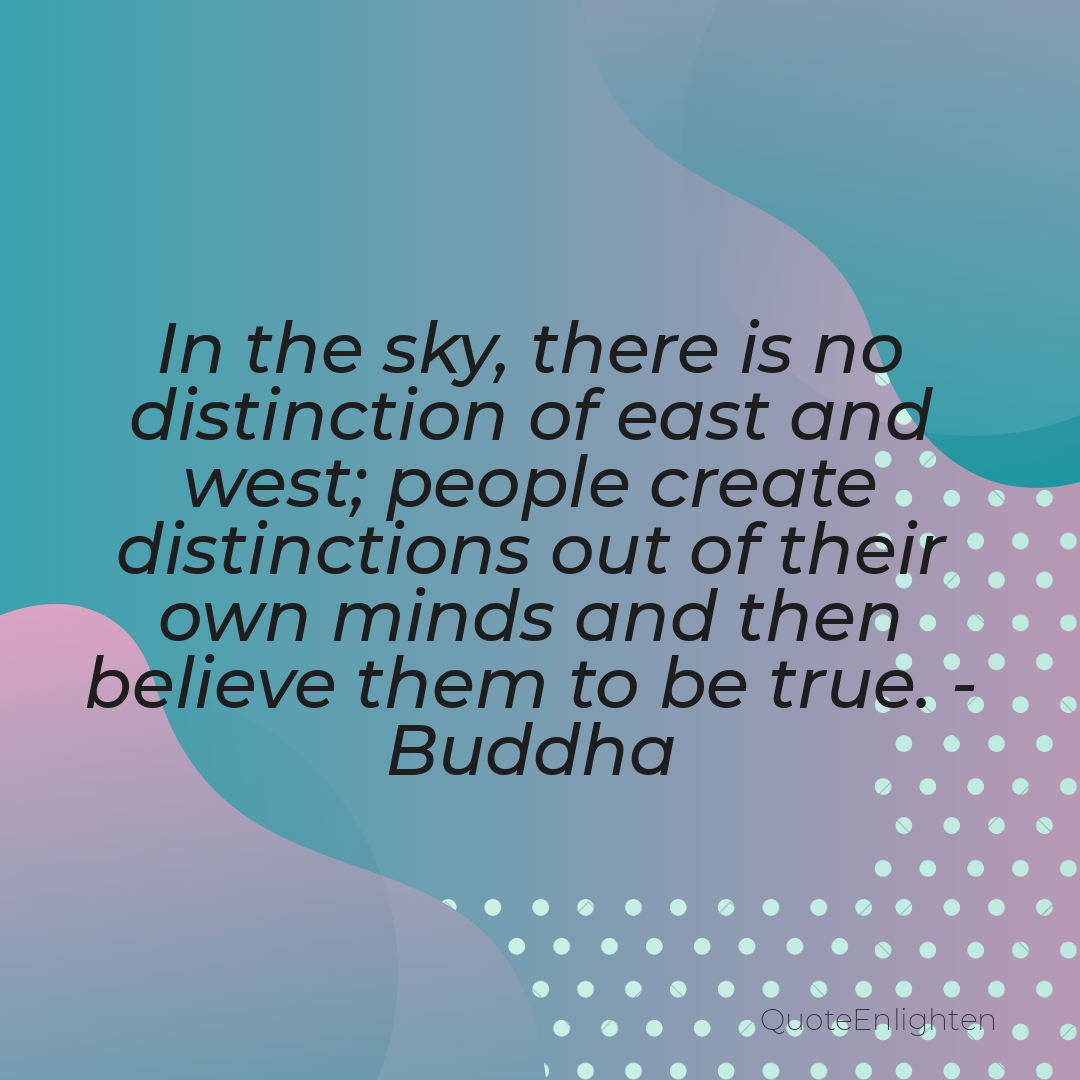 In the sky, there is no
distinction of east and
west; people create
distinctions out of their
own minds and then
believe them to be true. -
Buddha
QuoteEnlighten